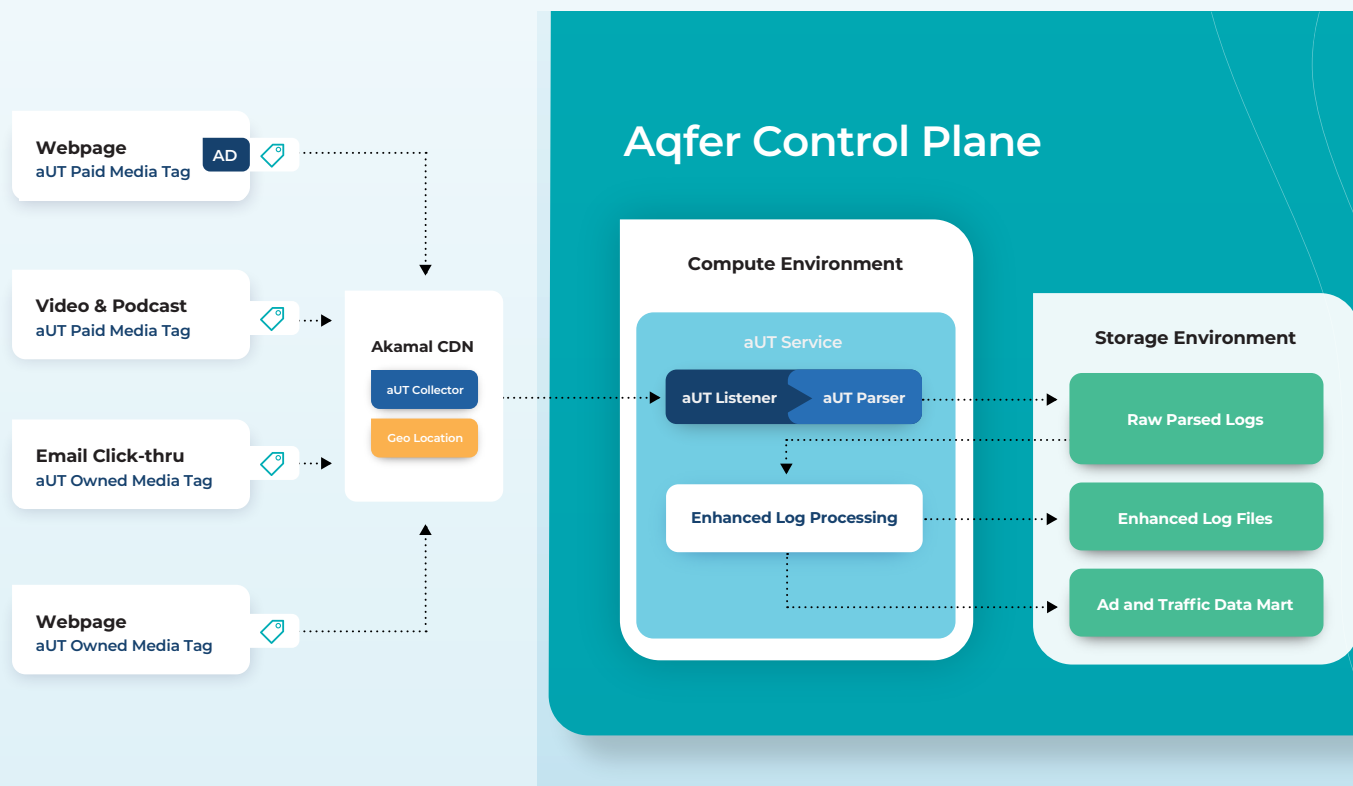 Webpage
aUT Paid Media Tag
AD
Video & Podcast
aUT Paid Media Tag
Email Click-thru
aUT Owned Media Tag
Webpage
aUT Owned Media Tag
Akamal CDN
aUT Collector
Geo Location
Aqfer Control Plane
Compute Environment
aUT Service
aUT Listener
aUT Parser
Enhanced Log Processing
Storage Environment
Raw Parsed Logs
Enhanced Log Files
Ad and Traffic Data Mart